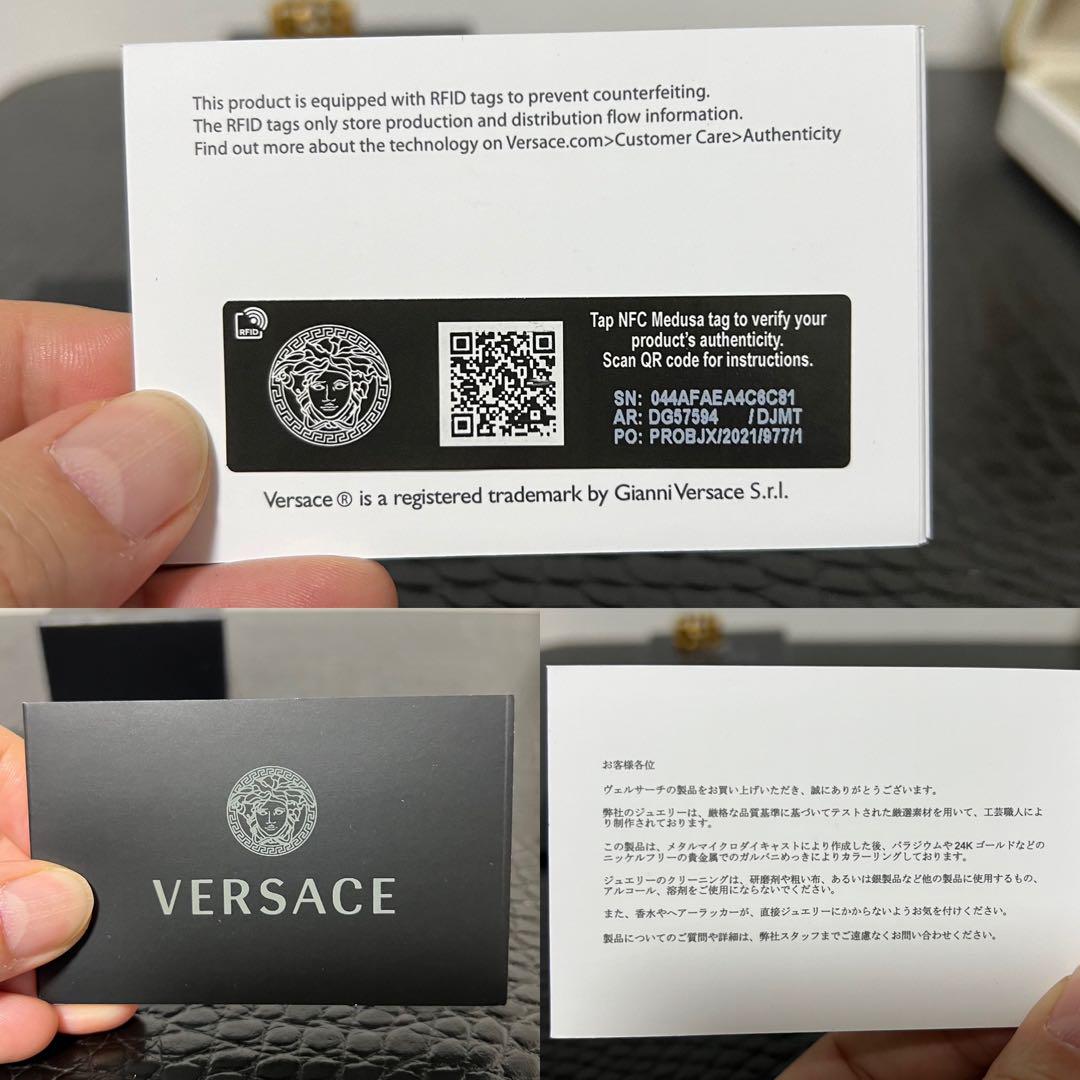 This product is equipped with RFID tags to prevent counterfeiting.
The RFID tags only store production and distribution flow information.
Find out more about the technology on Versace.com>Customer Care>Authenticity
RFID
Tap NFC Medusa tag to verify your
product's authenticity.
Scan QR code for instructions.
SN: 044AFAEA4C6C81
AR: DG57594 /DJMT
PO: PROBJX/2021/977/1
Versace ® is a registered trademark by Gianni Versace S.r.l.
VERSACE
お客様各位
ヴェルサーチの製品をお買い上げいただき、誠にありがとうございます。
弊社のジュエリーは、厳格な品質基準に基づいてテストされた厳選素材を用いて、工芸職人によ
り制作されております。
この製品は、メタルマイクロダイキャストにより作成した後、パラジウムや24Kゴールドなどの
ニッケルフリーの貴金属でのガルバニめっきによりカラーリングしております。
ジュエリーのクリーニングは、研磨剤や粗い布、あるいは銀製品など他の製品に使用するもの、
アルコール、溶剤をご使用にならないでください。
また、香水やヘアーラッカーが、直接ジュエリーにかからないようお気を付けください。
製品についてのご質問や詳細は、弊社スタッフまでご遠慮なくお問い合わせください。